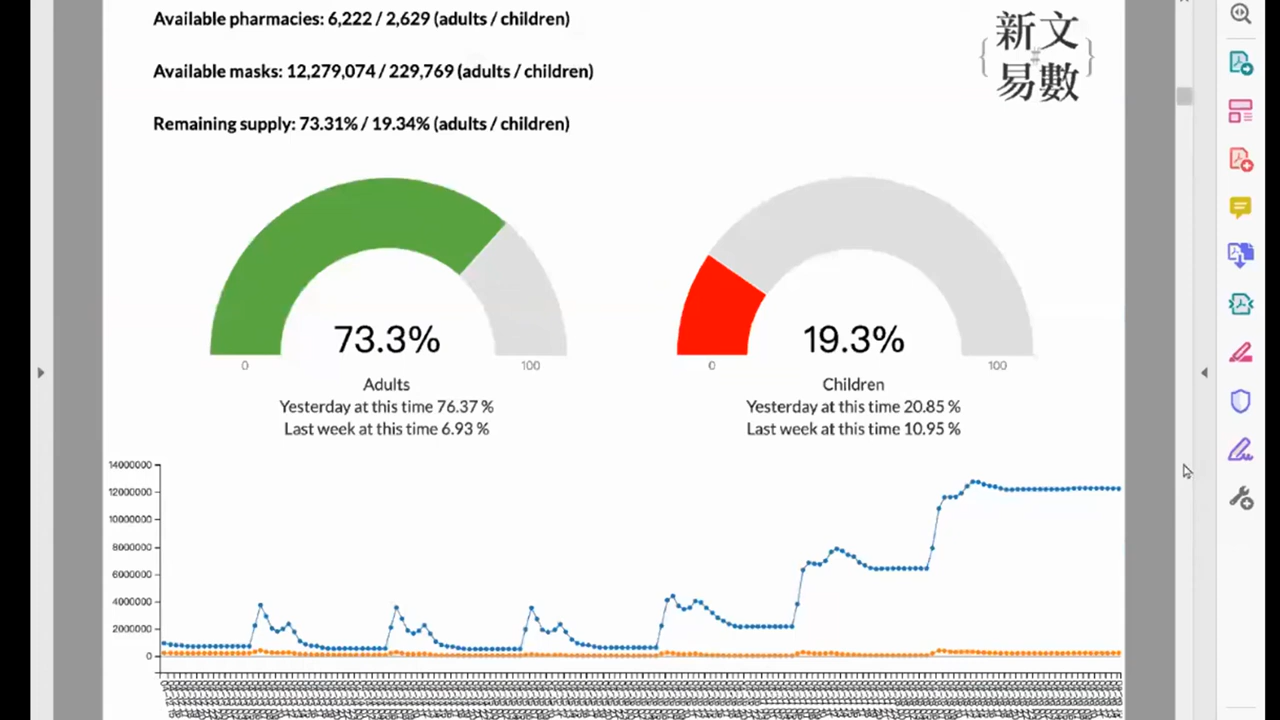 Available pharmacies: 6,222 / 2,629 (adults / children)
新文
易數
Available masks: 12,279,074 / 229,769 (adults / children)
Remaining supply: 73.31% / 19.34% (adults / children)
73.3%
0
100
Adults
Yesterday at this time 76.37 %
Last week at this time 6.93 %
19.3%
0
100
Children
Yesterday at this time 20.85 %
Last week at this time 10.95 %
14000000
12000000
10000000
8000000
6000000
4000000
2000000
0